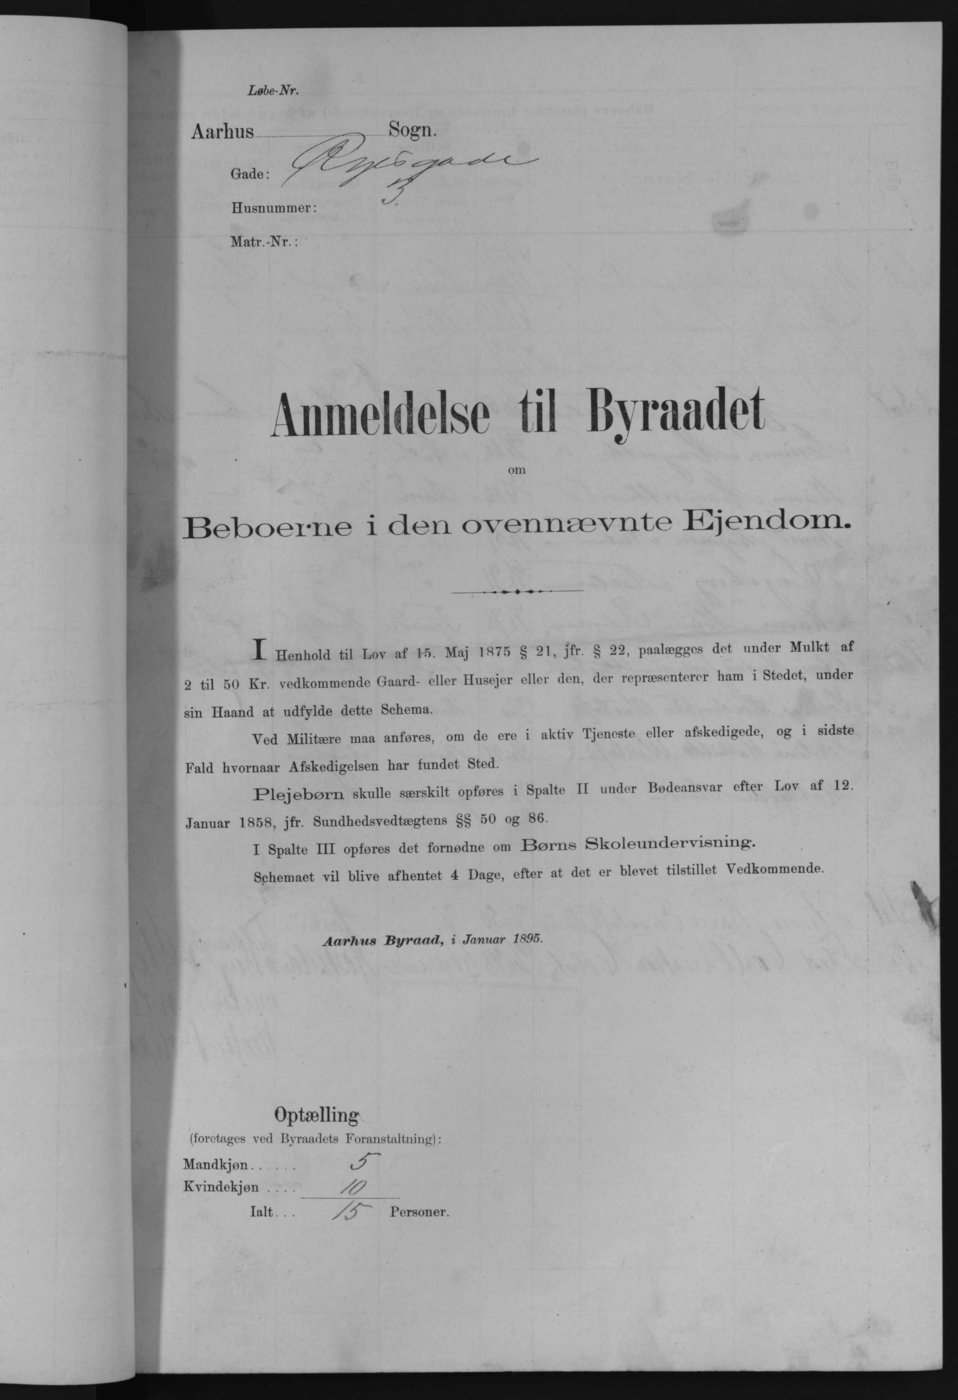 Løbe-Nr.
Aarhus Sogn.
Gade: Ryesgade
Husnummer: 3.
Matr.-Nr.:
Anmeldelse til Byraadet
om
Beboerne i den ovennævnte Ejendom.
I Henhold til Lov af 15. Maj 1875 § 21, jfr. § 22, paalægges det under Mulkt af
2 til 50 Kr. vedkommende Gaard- eller Husejer eller den, der repræsenterer ham i Stedet, under
sin Haand at udfylde dette Schema.
Ved Militære maa anføres, om de ere i aktiv Tjeneste eller afskedigede, og i sidste
Fald hvornaar Afskedigelsen har fundet Sted.
Plejebørn skulle særskilt opføres i Spalte II under Bødeansvar efter Lov af 12.
Januar 1858, jfr. Sundhedsvedtægtens §§ 50 og 86.
I Spalte III opføres det fornødne om Børns Skoleundervisning.
Schemaet vil blive afhentet 4 Dage, efter at det er blevet tilstillet Vedkommende.
Aarhus Byraad, i Januar 1895.
Optælling
(foretages ved Byraadets Foranstaltning):
Mandkjøn...... 5
Kvindekjøn .... 10
Ialt... 15 Personer.